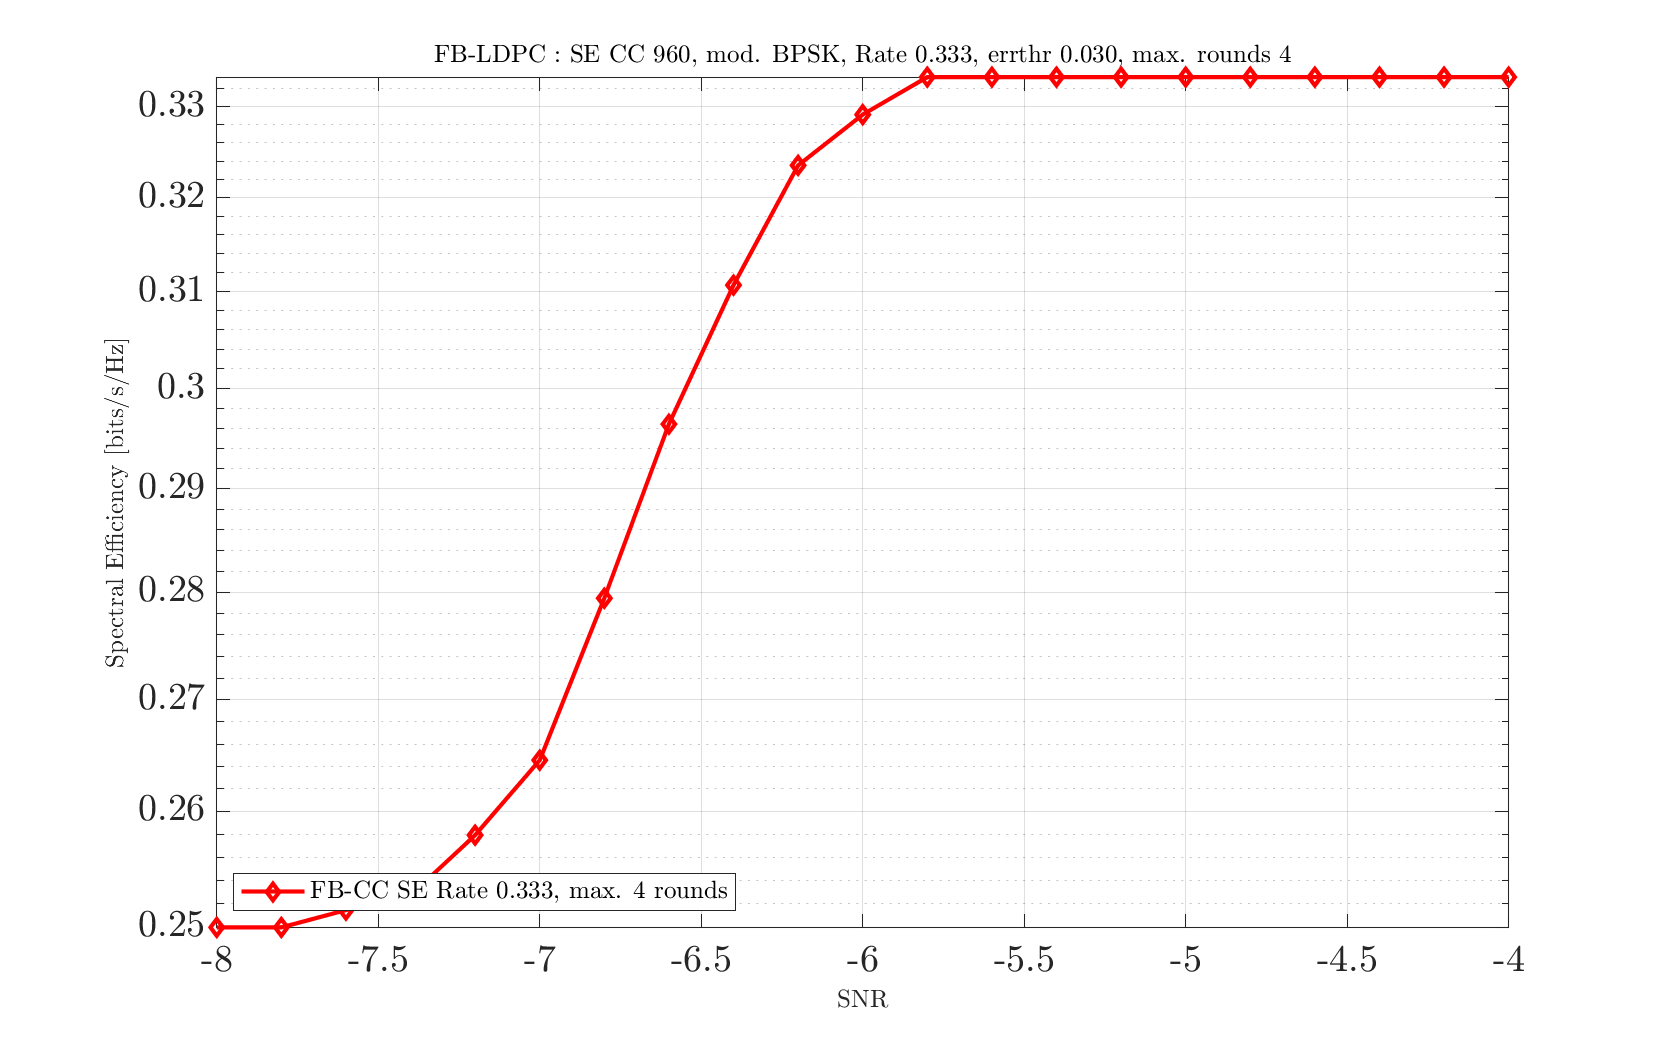 FB-LDPC : SE CC 960, mod. BPSK, Rate 0.333, errthr 0.030, max. rounds 4
0.33
0.32
0.31
0.3
0.29
0.28
0.27
0.26
0.25
Spectral Efficiency [bits/s/Hz]
FB-CC SE Rate 0.333, max. 4 rounds
-8 -7.5 -7 -6.5 -6 -5.5 -5 -4.5 -4
SNR